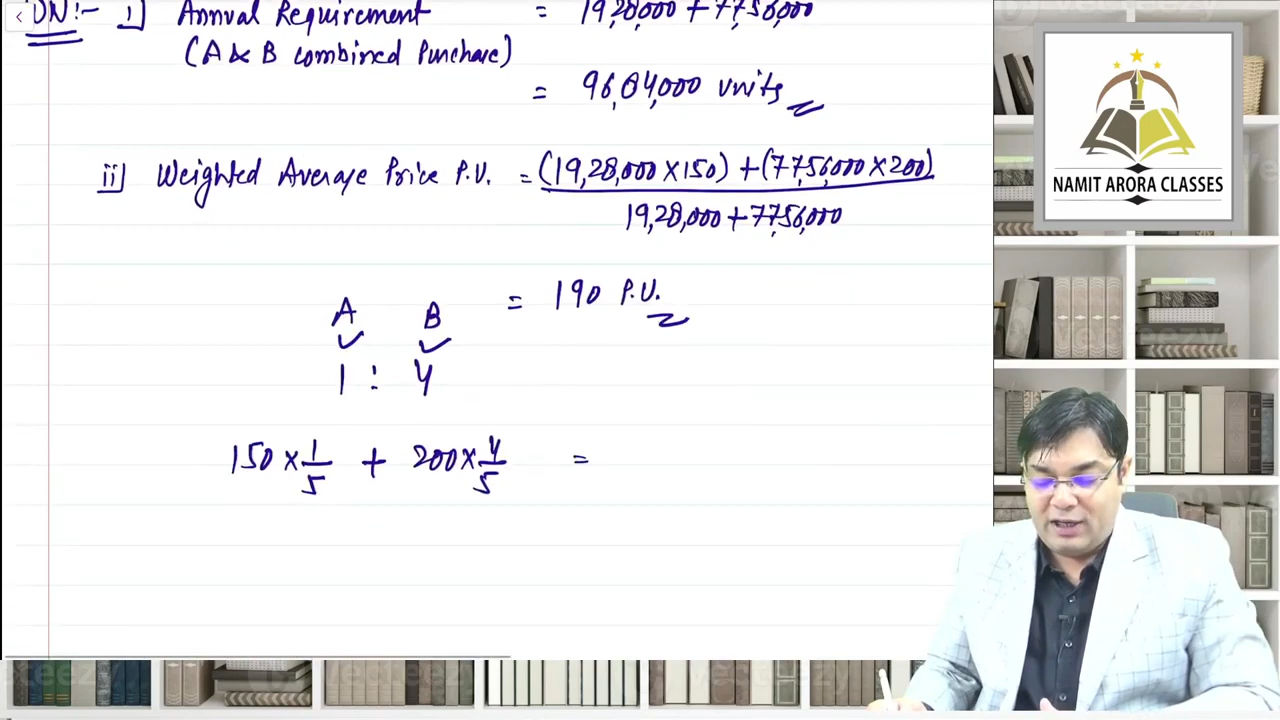 DN:- i) Annual Requirement = 19,28,000 + 77,56,000
(A & B combined Purchase)
= 96,84,000 units
ii) Weighted Average Price P.U. = (19,28,000 × 150) + (77,56,000 × 200)
19,28,000 + 77,56,000
= 190 P.U.
A B
1 : 4
150 × 1/5 + 200 × 4/5 =
NAMIT ARORA CLASSES